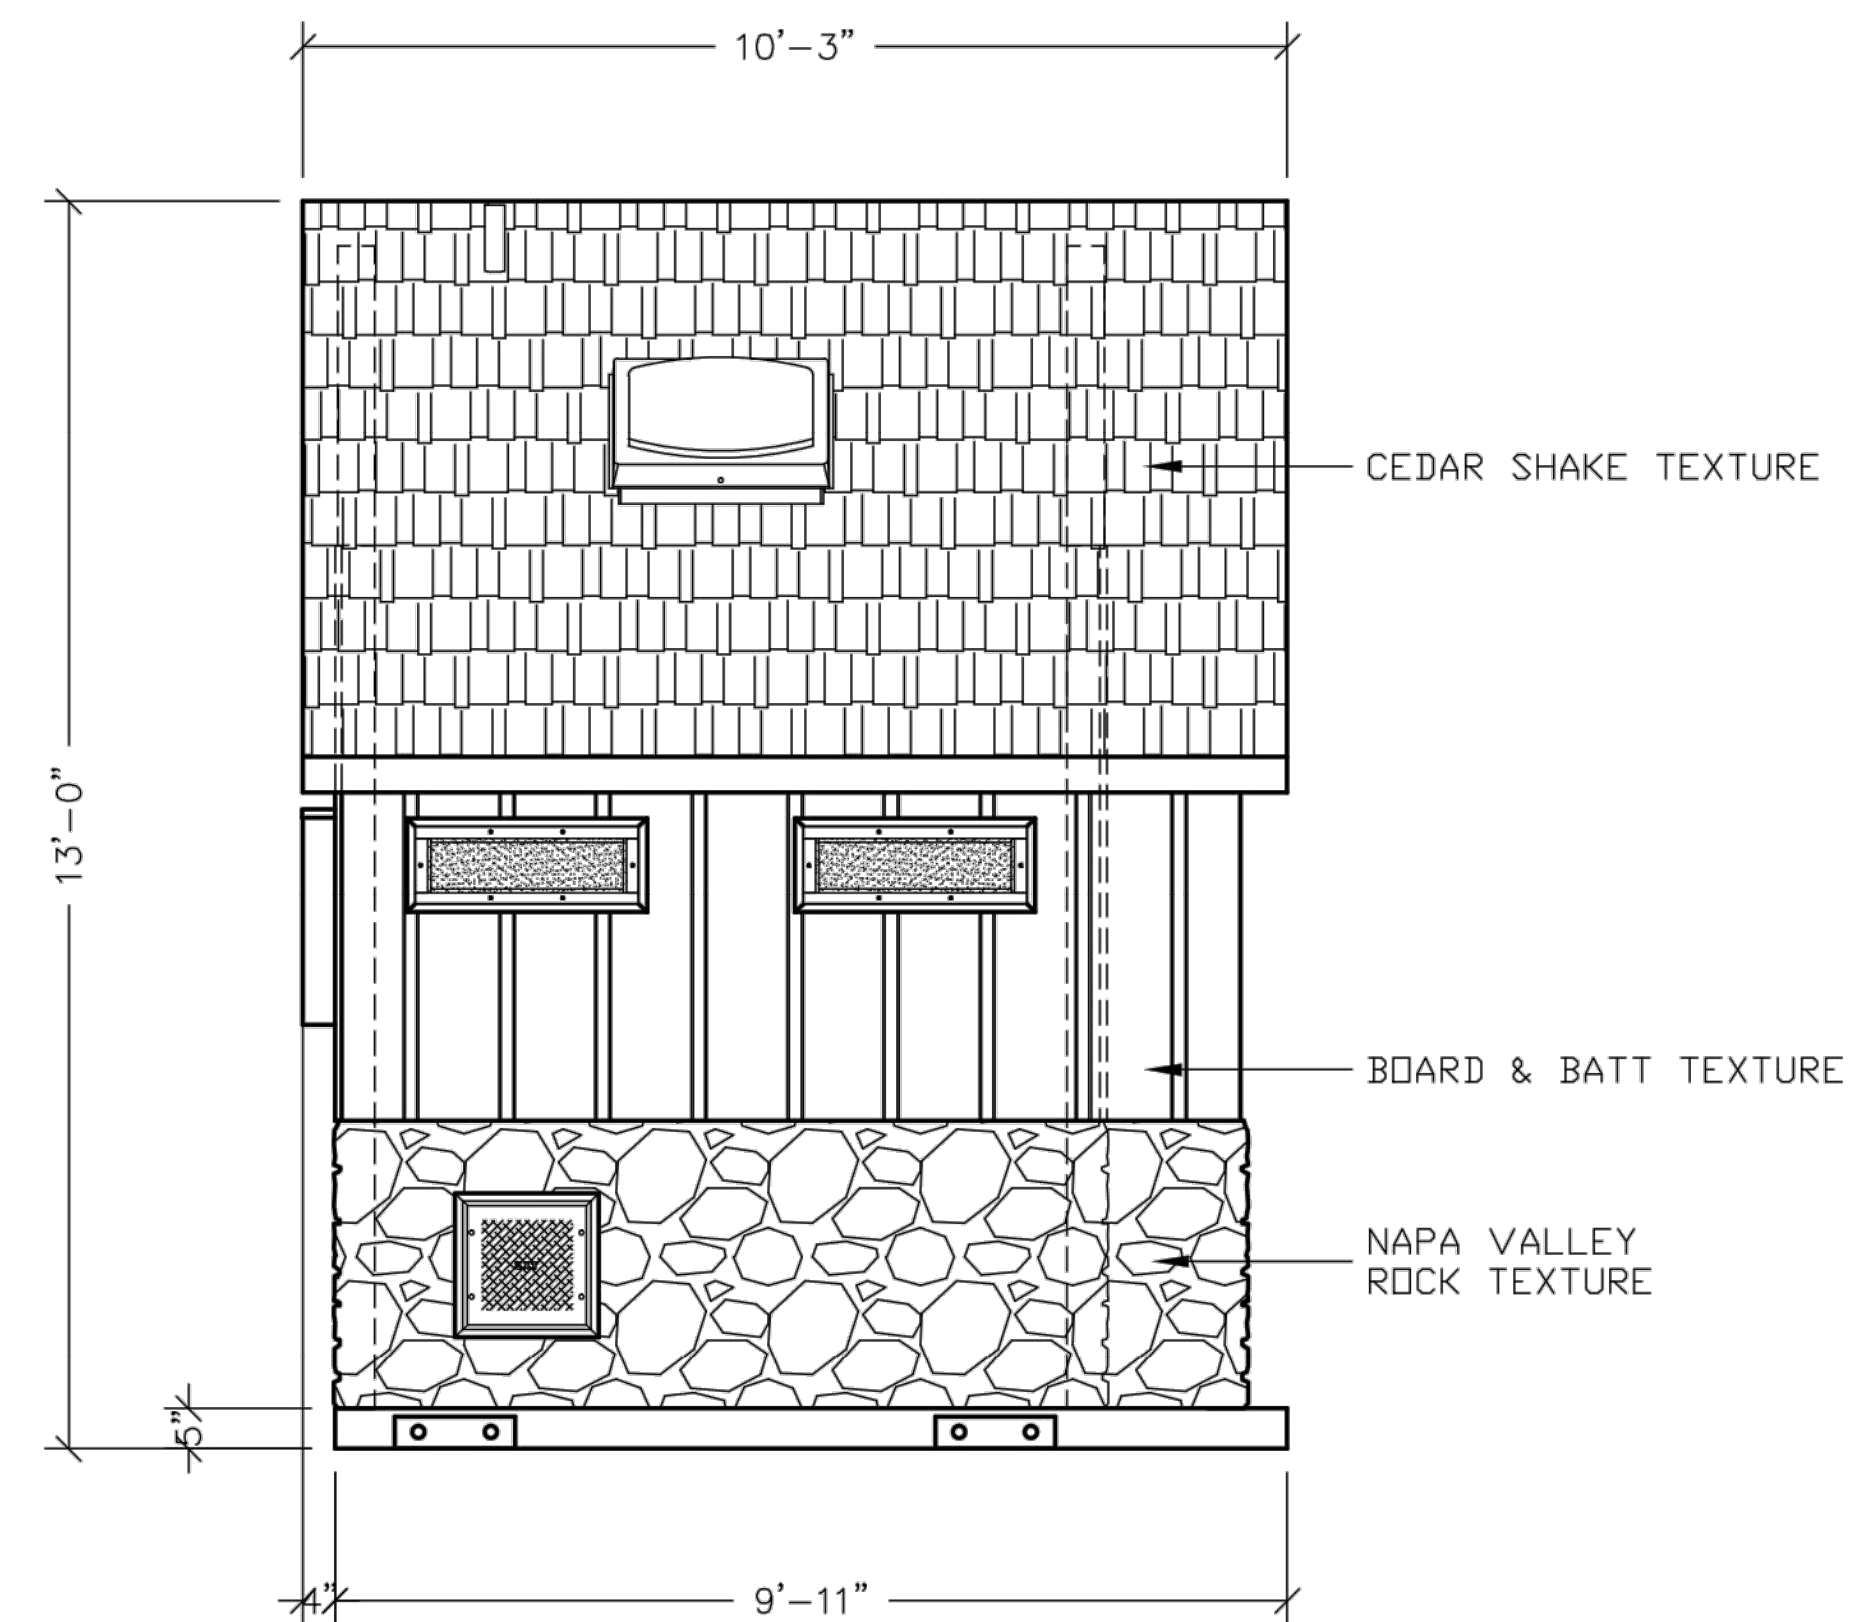 10'-3"
CEDAR SHAKE TEXTURE
13'-0"
BOARD & BATT TEXTURE
NAPA VALLEY
ROCK TEXTURE
5"
4"
9'-11"